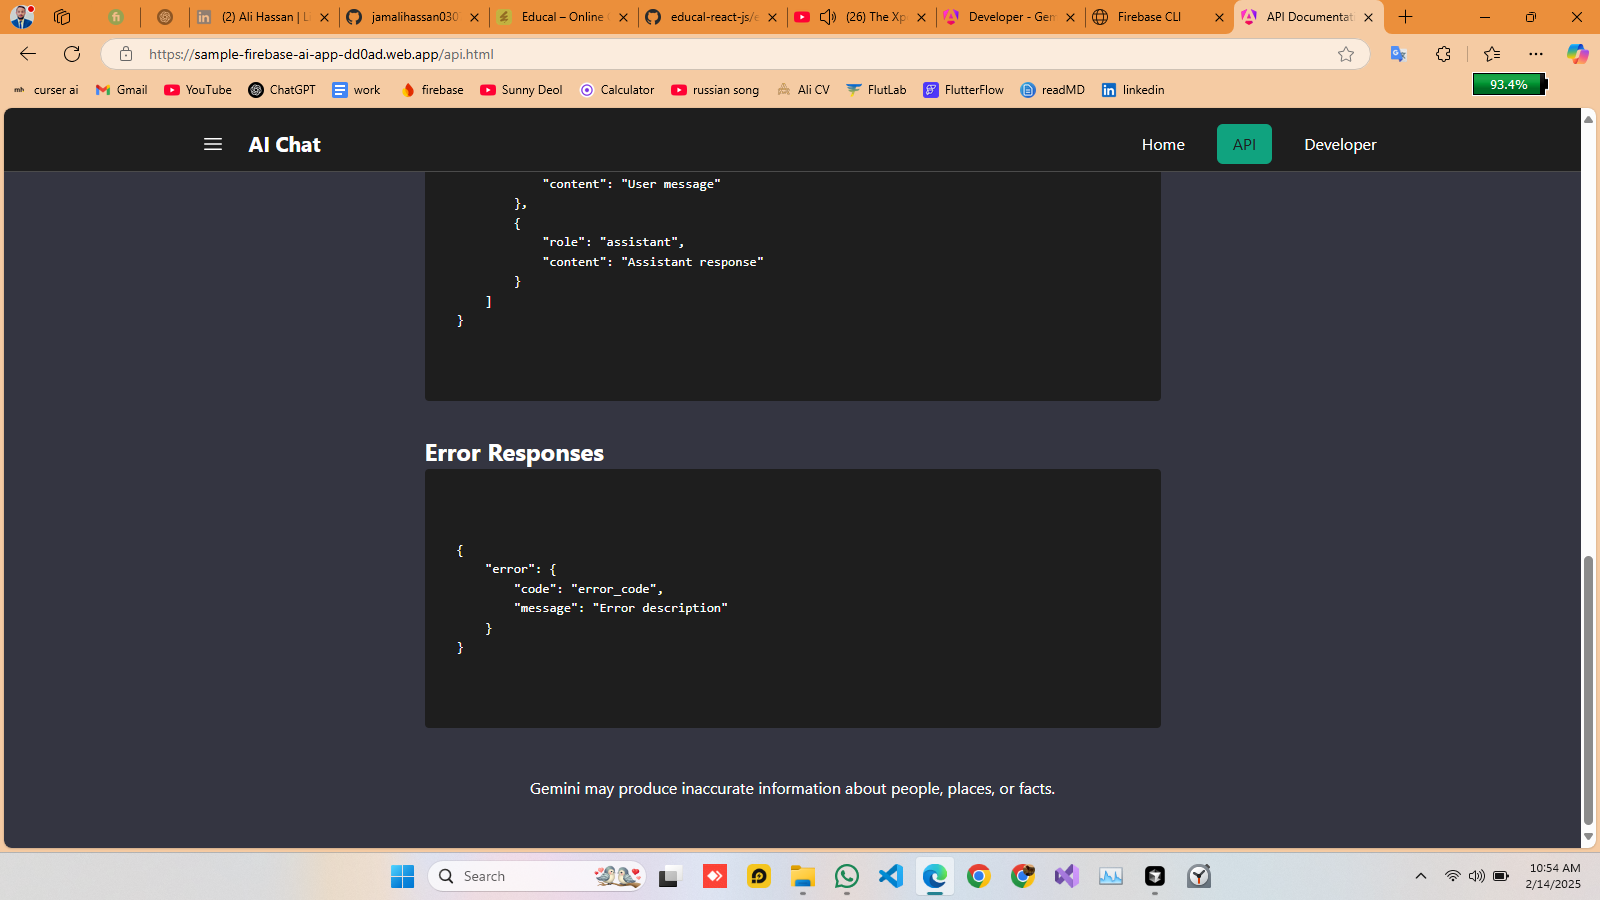 (2) Ali Hassan | Li
jamalihassan030
Educal – Online
educal-react-js/e
(26) The Xp
Developer - Gem
Firebase CLI
API Documentat
https://sample-firebase-ai-app-dd0ad.web.app/api.html
curser ai
Gmail
YouTube
ChatGPT
work
firebase
Sunny Deol
Calculator
russian song
Ali CV
FlutLab
FlutterFlow
readMD
linkedin
93.4%
AI Chat
Home
API
Developer
"content": "User message"
},
{
"role": "assistant",
"content": "Assistant response"
}
]
}
Error Responses
{
"error": {
"code": "error_code",
"message": "Error description"
}
}
Gemini may produce inaccurate information about people, places, or facts.
Search
10:54 AM
2/14/2025